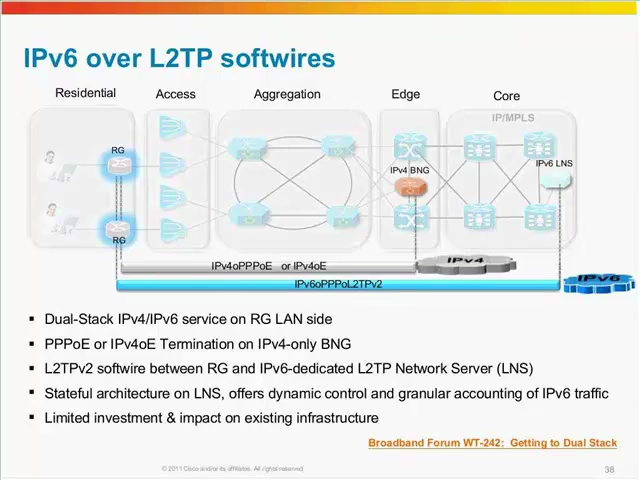 IPv6 over L2TP softwires
Residential
Access
Aggregation
Edge
Core
IP/MPLS
RG
IPv4 BNG
IPv6 LNS
RG
IPv4oPPPoE or IPv4oE
IPv4
IPv6oPPPoL2TPv2
IPv6
▪ Dual-Stack IPv4/IPv6 service on RG LAN side
▪ PPPoE or IPv4oE Termination on IPv4-only BNG
▪ L2TPv2 softwire between RG and IPv6-dedicated L2TP Network Server (LNS)
▪ Stateful architecture on LNS, offers dynamic control and granular accounting of IPv6 traffic
▪ Limited investment & impact on existing infrastructure
Broadband Forum WT-242: Getting to Dual Stack
© 2011 Cisco and/or its affiliates. All rights reserved.
38